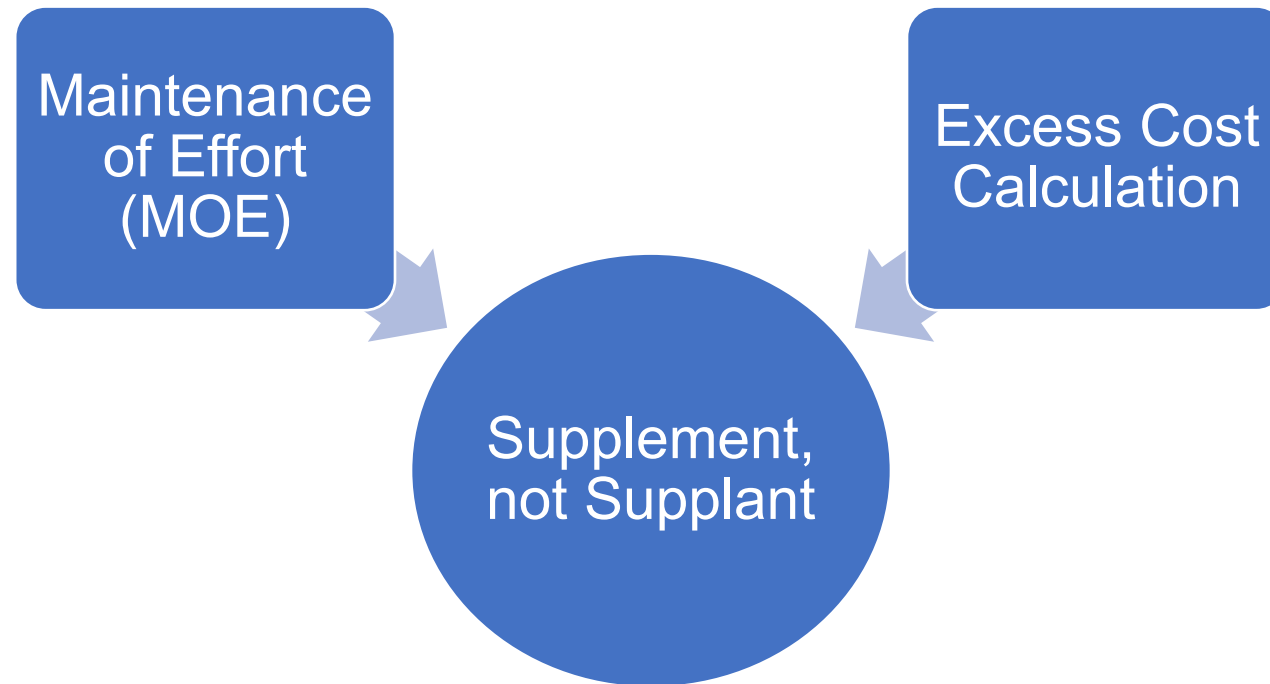 Maintenance
of Effort
(MOE)
Excess Cost
Calculation
Supplement,
not Supplant